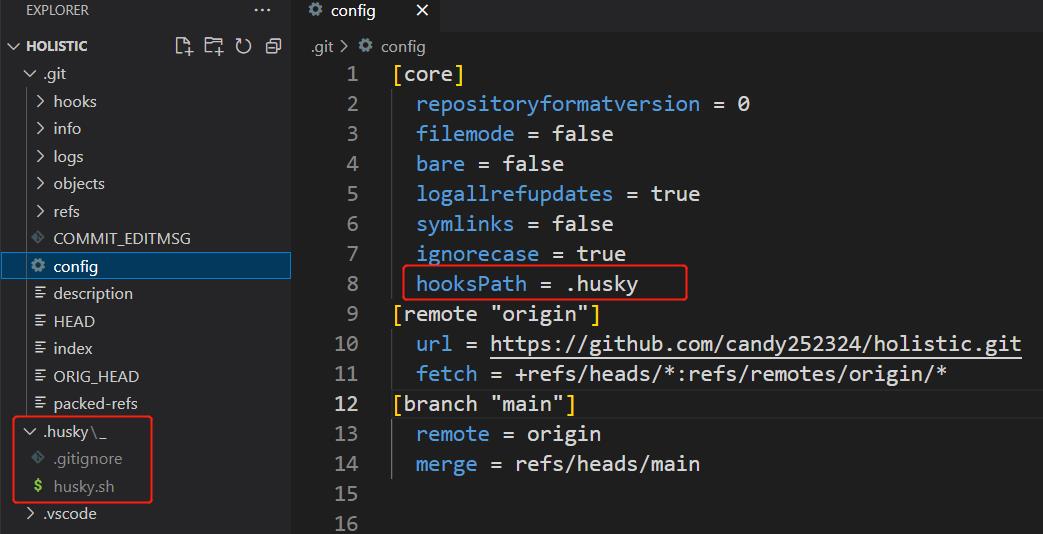 EXPLORER
...
HOLISTIC
.git
hooks
info
logs
objects
refs
COMMIT_EDITMSG
config
description
HEAD
index
ORIG_HEAD
packed-refs
.husky\_
.gitignore
$ husky.sh
.vscode
config
.git > config
1 [core]
2 repositoryformatversion = 0
3 filemode = false
4 bare = false
5 logallrefupdates = true
6 symlinks = false
7 ignorecase = true
8 hooksPath = .husky
9 [remote "origin"]
10 url = https://github.com/candy252324/holistic.git
11 fetch = +refs/heads/*:refs/remotes/origin/*
12 [branch "main"]
13 remote = origin
14 merge = refs/heads/main
15
16